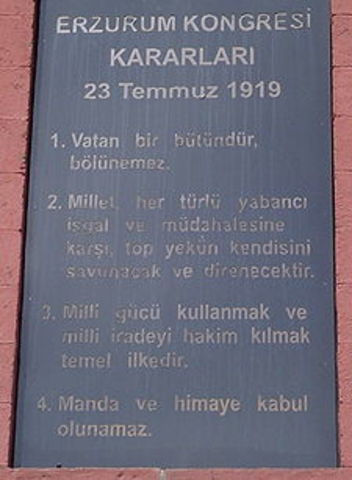 ERZURUM KONGRESİ
KARARLARI
23 Temmuz 1919
1. Vatan bir bütündür,
bölünemez.
2. Millet, her türlü yabancı
işgal ve müdahalesine
karşı, top yekûn kendisini
savunacak ve direnecektir.
3. Milli gücü kullanmak ve
milli iradeyi hakim kılmak
temel ilkedir.
4. Manda ve himaye kabul
olunamaz.